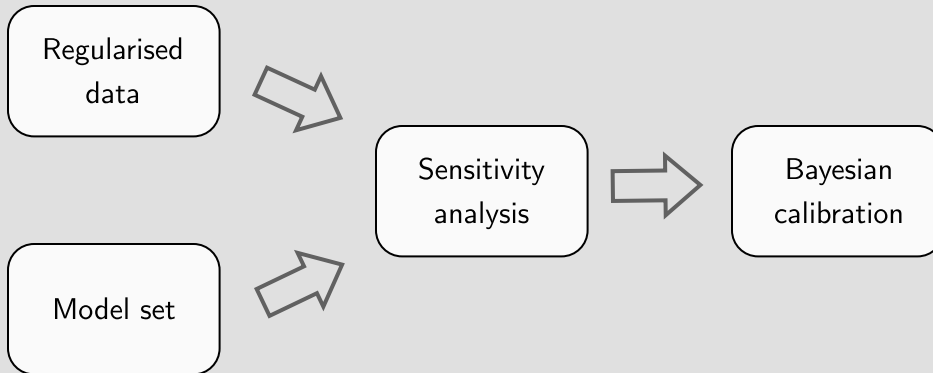 Regularised
data
Sensitivity
analysis
Bayesian
calibration
Model set